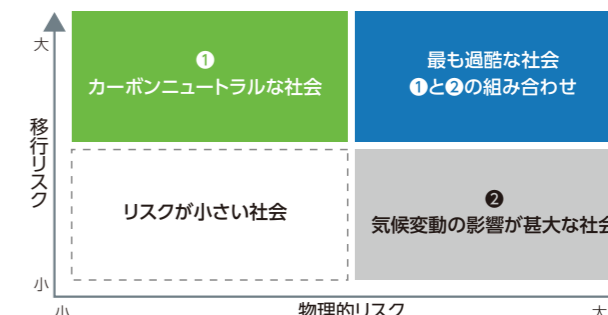 大
移行リスク
小
❶
カーボンニュートラルな社会
最も過酷な社会
❶と❷の組み合わせ
リスクが小さい社会
❷
気候変動の影響が甚大な社会
小
物理的リスク
大